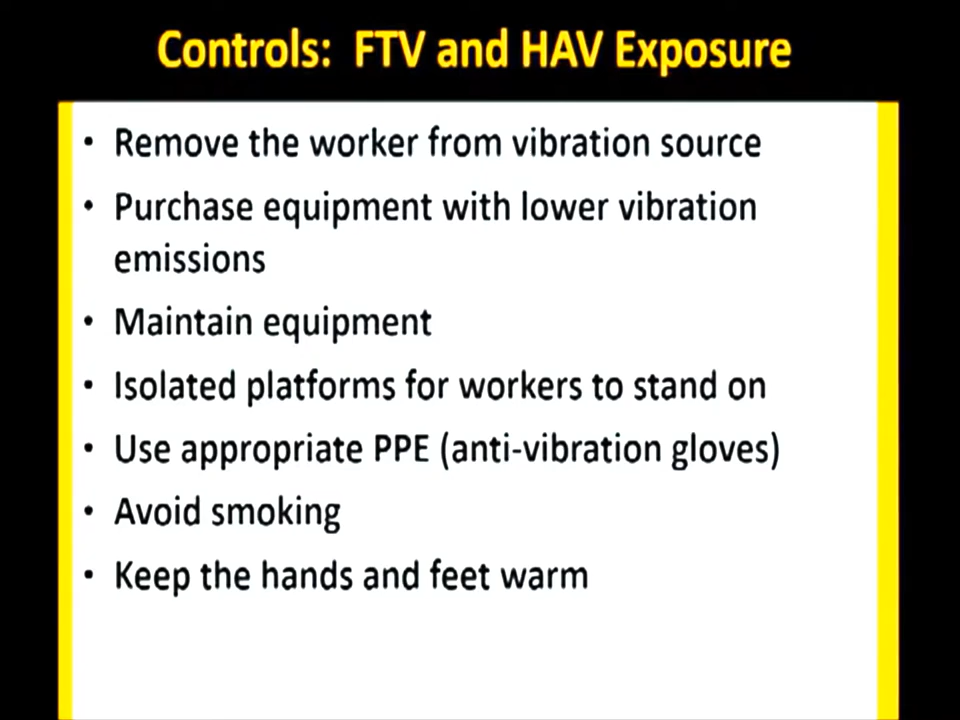 Controls: FTV and HAV Exposure
• Remove the worker from vibration source
• Purchase equipment with lower vibration
emissions
• Maintain equipment
• Isolated platforms for workers to stand on
• Use appropriate PPE (anti-vibration gloves)
• Avoid smoking
• Keep the hands and feet warm